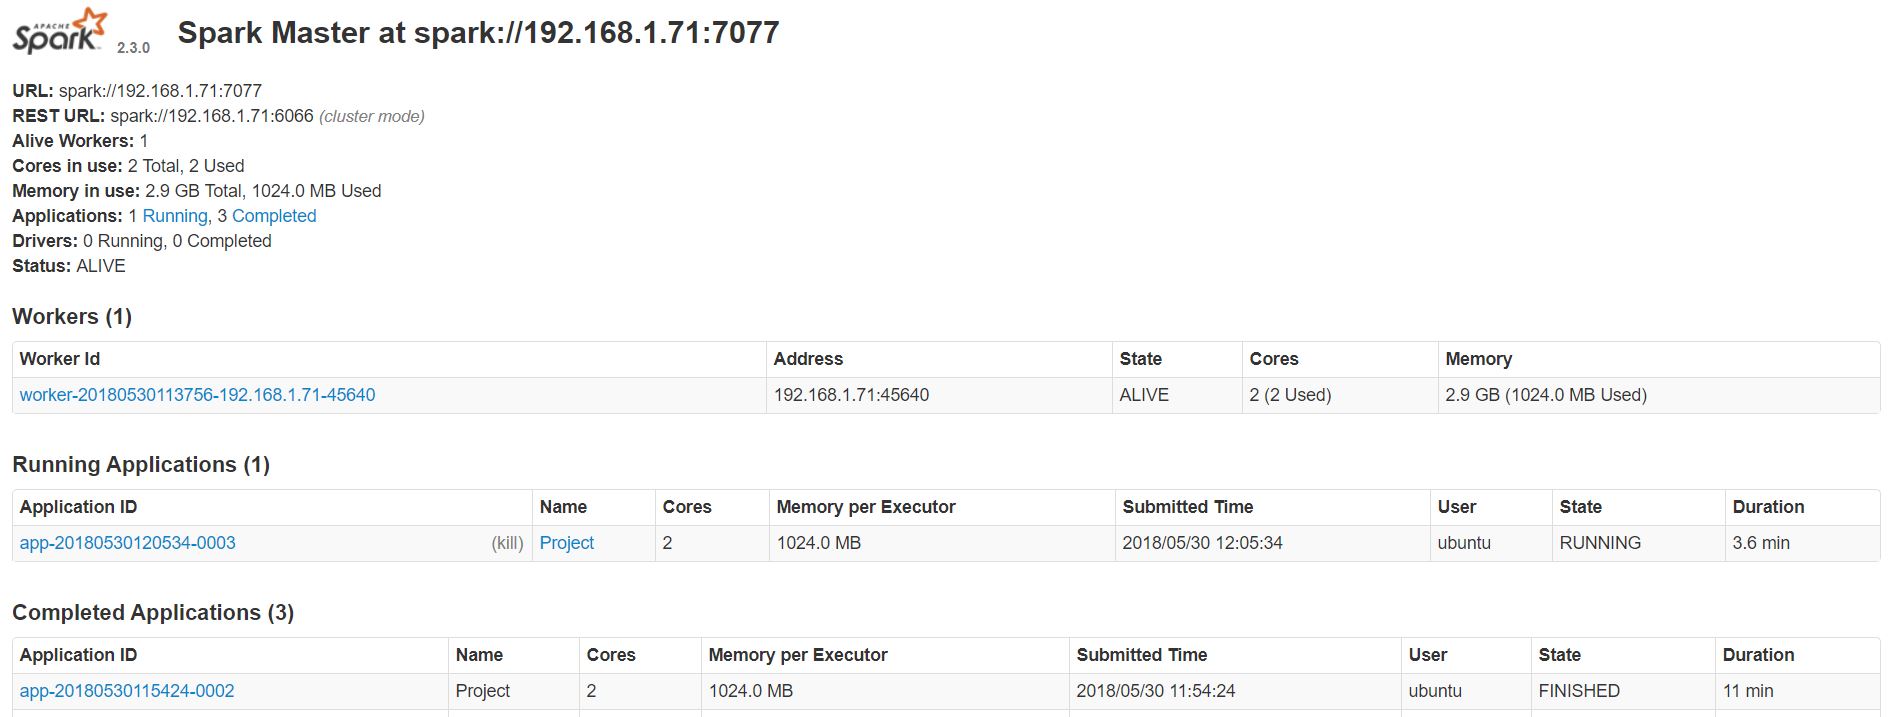 APACHE
Spark 2.3.0 Spark Master at spark://192.168.1.71:7077
URL: spark://192.168.1.71:7077
REST URL: spark://192.168.1.71:6066 (cluster mode)
Alive Workers: 1
Cores in use: 2 Total, 2 Used
Memory in use: 2.9 GB Total, 1024.0 MB Used
Applications: 1 Running, 3 Completed
Drivers: 0 Running, 0 Completed
Status: ALIVE
Workers (1)
Worker Id Address State Cores Memory
worker-20180530113756-192.168.1.71-45640 192.168.1.71:45640 ALIVE 2 (2 Used) 2.9 GB (1024.0 MB Used)
Running Applications (1)
Application ID Name Cores Memory per Executor Submitted Time User State Duration
app-20180530120534-0003 (kill) Project 2 1024.0 MB 2018/05/30 12:05:34 ubuntu RUNNING 3.6 min
Completed Applications (3)
Application ID Name Cores Memory per Executor Submitted Time User State Duration
app-20180530115424-0002 Project 2 1024.0 MB 2018/05/30 11:54:24 ubuntu FINISHED 11 min